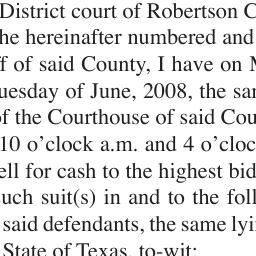 District court of Robertson C
he hereinafter numbered and
f of said County, I have on
uesday of June, 2008, the
of the Courthouse of said Cou
10 o'clock a.m. and 4 o'cloc
ell for cash to the highest bid
uch suit(s) in and to the foll
said defendants, the same lyi
State of Texas, to-wit: